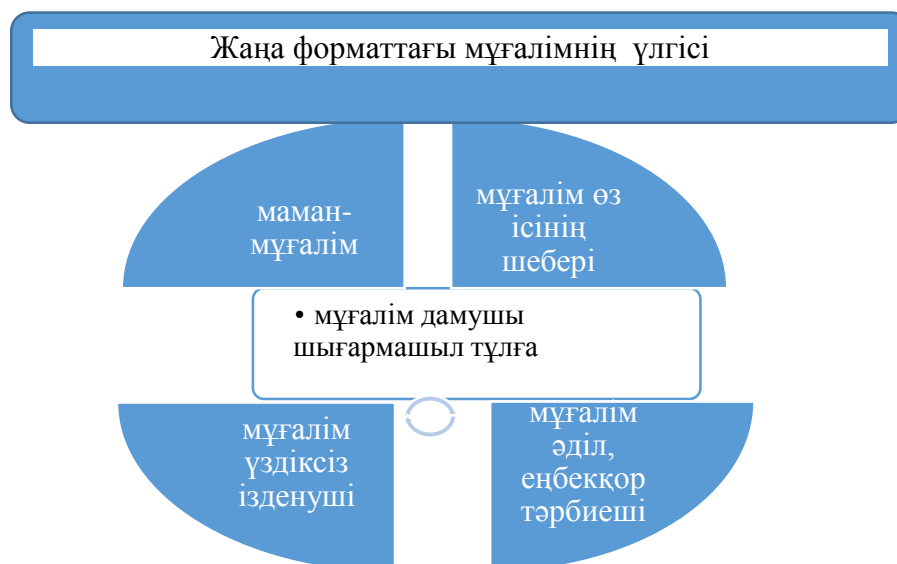 Жаңа форматтағы мұғалімнің үлгісі
маман-
мұғалім
мұғалім өз
ісінің
шебері
• мұғалім дамушы
шығармашыл тұлға
мұғалім
үздіксіз
ізденуші
мұғалім
әділ,
еңбекқор
тәрбиеші